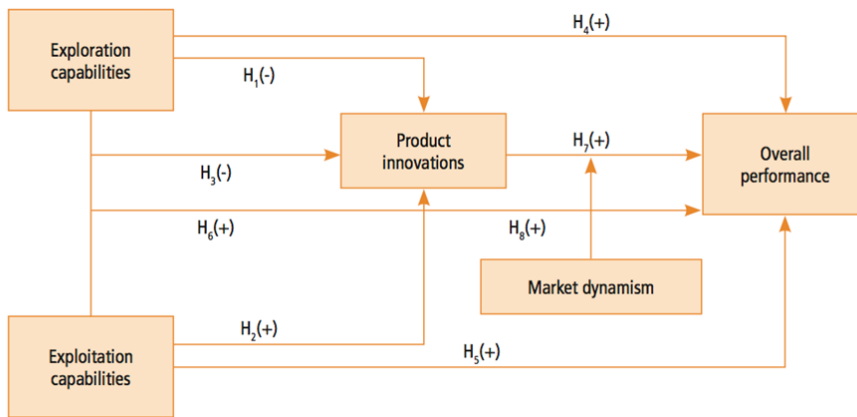 Exploration
capabilities
H₄(+)
H₁(-)
Product
innovations
H₇(+)
Overall
performance
H₃(-)
H₆(+)
H₈(+)
Market dynamism
H₂(+)
Exploitation
capabilities
H₅(+)